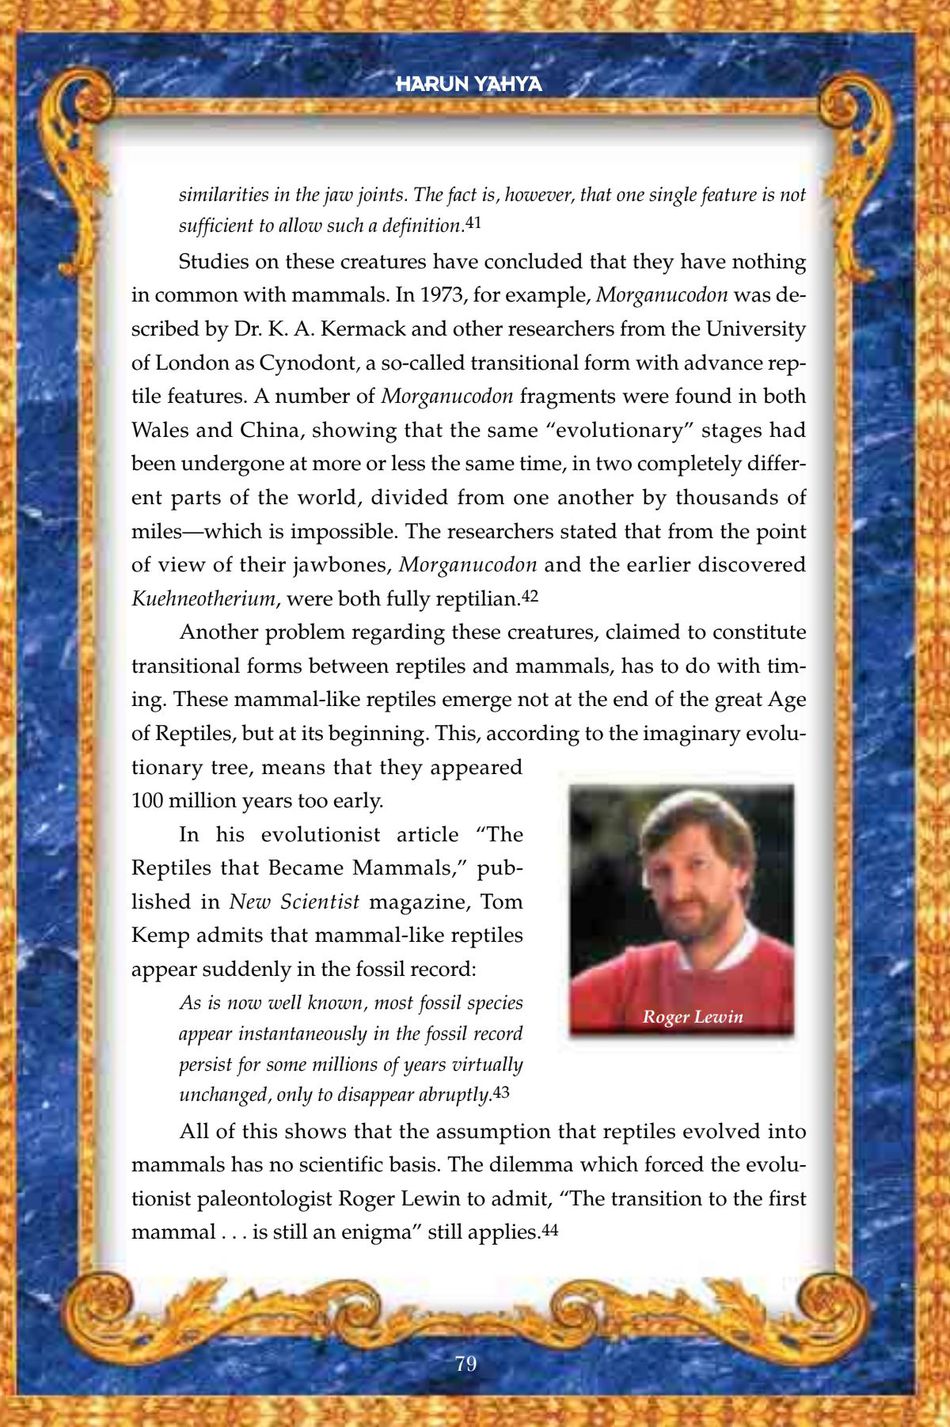 HARUN YAHYA
similarities in the jaw joints. The fact is, however, that one single feature is not
sufficient to allow such a definition.41
Studies on these creatures have concluded that they have nothing
in common with mammals. In 1973, for example, Morganucodon was de-
scribed by Dr. K. A. Kermack and other researchers from the University
of London as Cynodont, a so-called transitional form with advance rep-
tile features. A number of Morganucodon fragments were found in both
Wales and China, showing that the same “evolutionary” stages had
been undergone at more or less the same time, in two completely differ-
ent parts of the world, divided from one another by thousands of
miles—which is impossible. The researchers stated that from the point
of view of their jawbones, Morganucodon and the earlier discovered
Kuehneotherium, were both fully reptilian.42
Another problem regarding these creatures, claimed to constitute
transitional forms between reptiles and mammals, has to do with tim-
ing. These mammal-like reptiles emerge not at the end of the great Age
of Reptiles, but at its beginning. This, according to the imaginary evolu-
tionary tree, means that they appeared
100 million years too early.
In his evolutionist article “The
Reptiles that Became Mammals,” pub-
lished in New Scientist magazine, Tom
Kemp admits that mammal-like reptiles
appear suddenly in the fossil record:
As is now well known, most fossil species
appear instantaneously in the fossil record
persist for some millions of years virtually
unchanged, only to disappear abruptly.43
Roger Lewin
All of this shows that the assumption that reptiles evolved into
mammals has no scientific basis. The dilemma which forced the evolu-
tionist paleontologist Roger Lewin to admit, “The transition to the first
mammal . . . is still an enigma” still applies.44
79